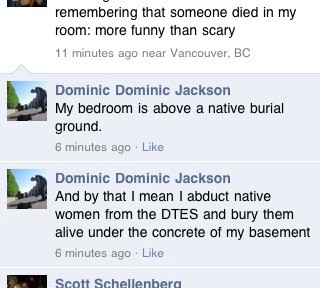 remembering that someone died in my
room: more funny than scary
11 minutes ago near Vancouver, BC
Dominic Dominic Jackson
My bedroom is above a native burial
ground.
6 minutes ago · Like
Dominic Dominic Jackson
And by that I mean I abduct native
women from the DTES and bury them
alive under the concrete of my basement
6 minutes ago · Like
Scott Schellenberg